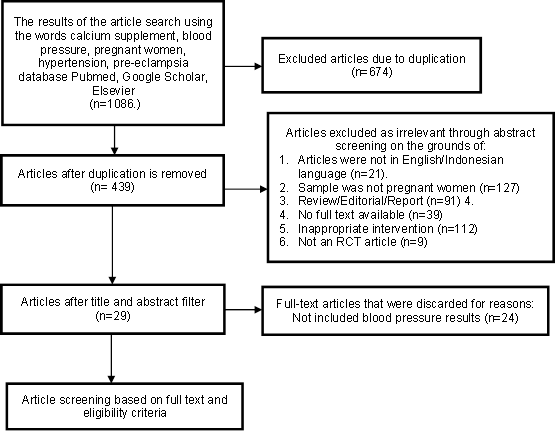 The results of the article search using
the words calcium supplement, blood
pressure, pregnant women,
hypertension, pre-eclampsia
database Pubmed, Google Scholar,
Elsevier
(n=1086.)
Excluded articles due to duplication
(n=674)
Articles after duplication is removed
(n= 439)
Articles excluded as irrelevant through abstract
screening on the grounds of:
1. Articles were not in English/Indonesian
language (n=21).
2. Sample was not pregnant women (n=127)
3. Review/Editorial/Report (n=91) 4.
4. No full text available (n=39)
5. Inappropriate intervention (n=112)
6. Not an RCT article (n=9)
Articles after title and abstract filter
(n=29)
Full-text articles that were discarded for reasons:
Not included blood pressure results (n=24)
Article screening based on full text and
eligibility criteria